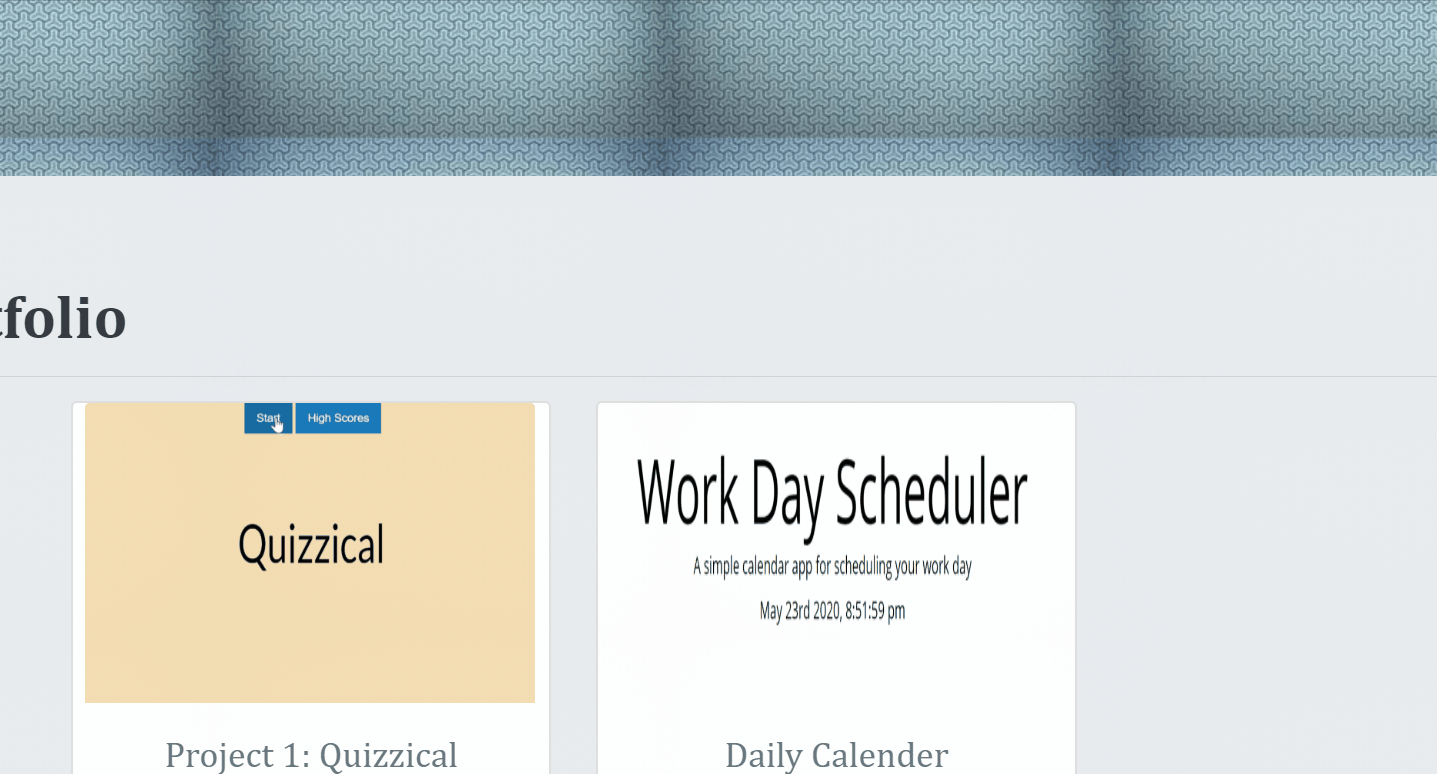 tfolio
Start High Scores
Quizzical
Project 1: Quizzical
Work Day Scheduler
A simple calendar app for scheduling your work day
May 23rd 2020, 8:51:59 pm
Daily Calender